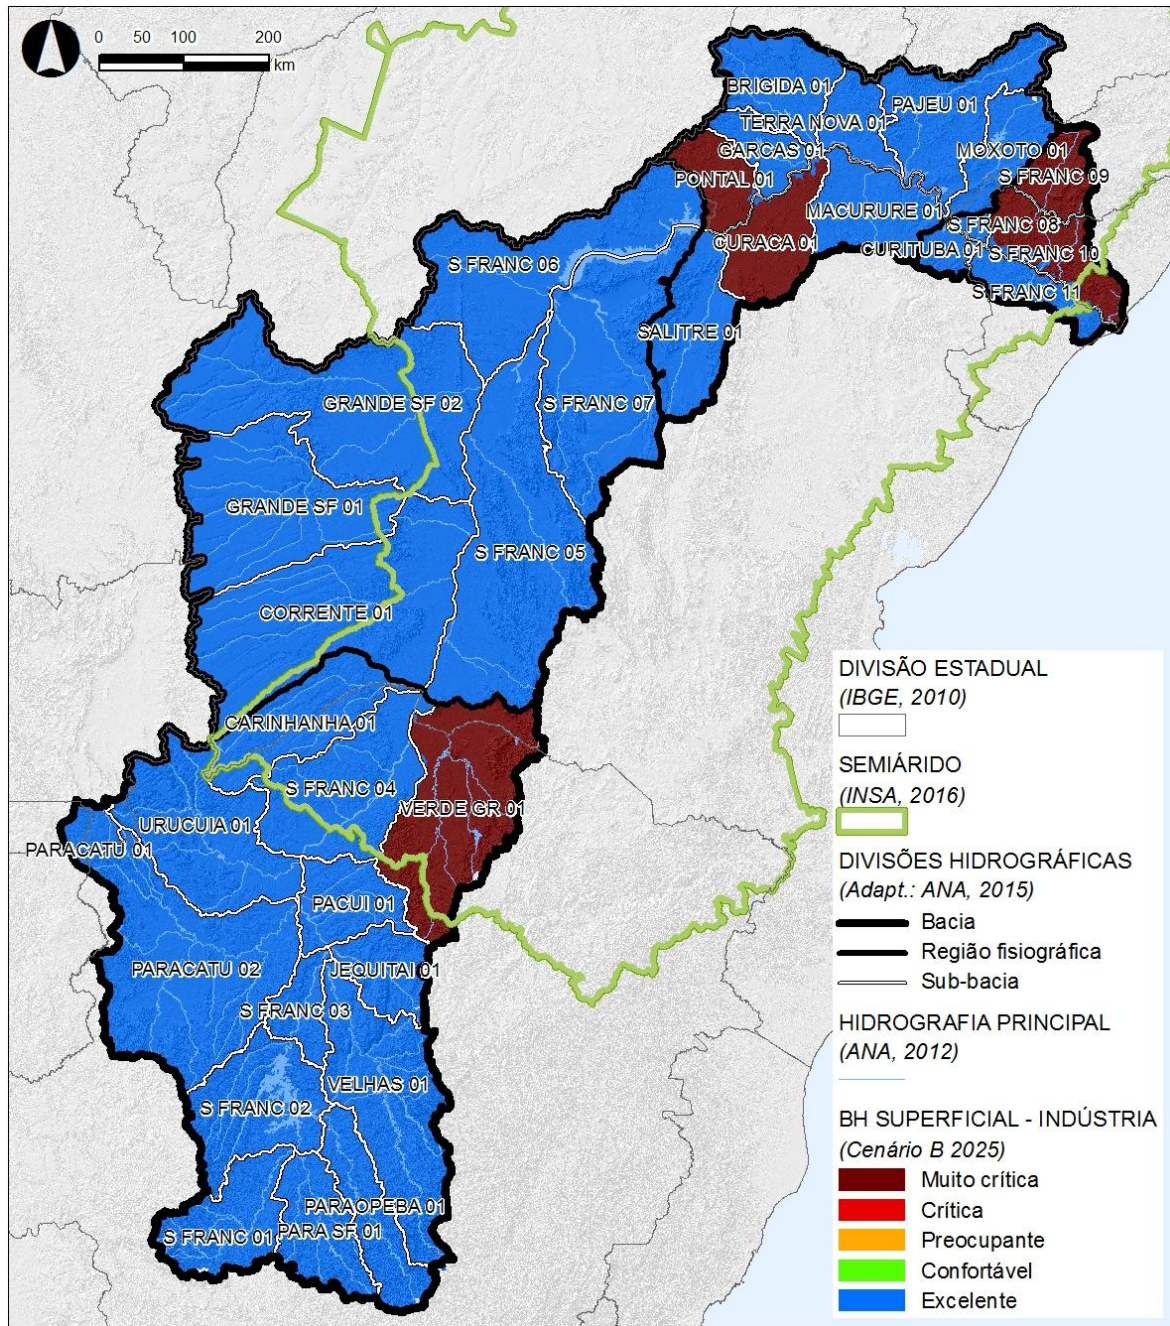 0 50 100 200
km
BRIGIDA 01
PAJEU 01
TERRA NOVA 01
GARCAS 01
MOXOTO 01
PONTAL 01
S FRANC 09
MACURURE 01
S FRANC 08
CURACA 01
CURITUBA 01
S FRANC 10
S FRANC 06
S FRANC 11
SALITRE 01
GRANDE SF 02
S FRANC 07
GRANDE SF 01
S FRANC 05
CORRENTE 01
CARINHANHA 01
S FRANC 04
VERDE GR 01
URUCUIA 01
PARACATU 01
PACUI 01
PARACATU 02
JEQUITAI 01
S FRANC 03
VELHAS 01
S FRANC 02
PARAOPEBA 01
S FRANC 01
PARA SF 01
DIVISÃO ESTADUAL
(IBGE, 2010)
SEMIÁRIDO
(INSA, 2016)
DIVISÕES HIDROGRÁFICAS
(Adapt.: ANA, 2015)
Bacia
Região fisiográfica
Sub-bacia
HIDROGRAFIA PRINCIPAL
(ANA, 2012)
BH SUPERFICIAL - INDÚSTRIA
(Cenário B 2025)
Muito crítica
Crítica
Preocupante
Confortável
Excelente